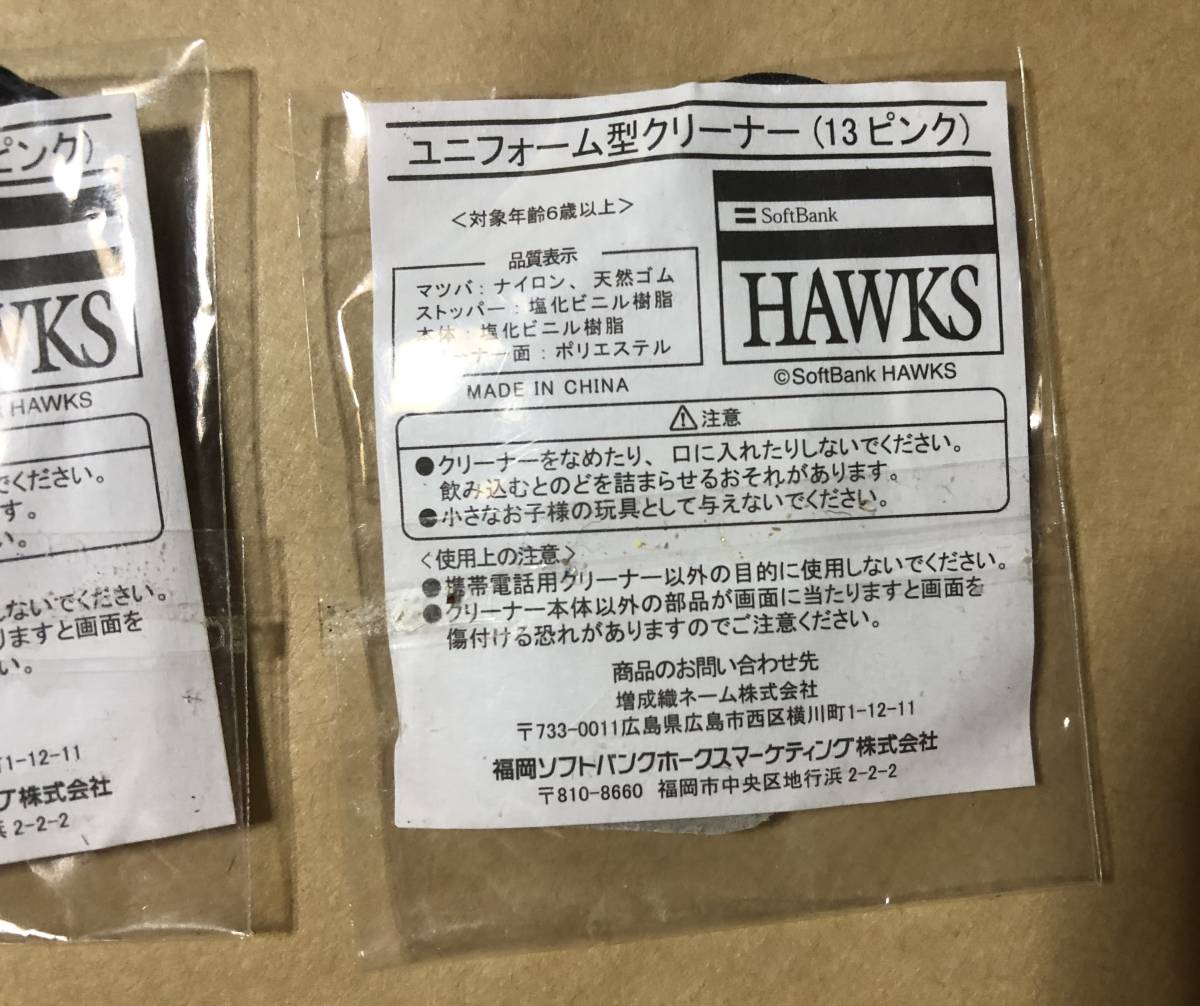 ピンク)
WKS
HAWKS
ください。
す。
い。
しないでください。
りますと画面を
い。
1-12-11
株式会社
浜 2-2-2
ユニフォーム型クリーナー(13ピンク)
<対象年齢6歳以上>
SoftBank
HAWKS
©SoftBank HAWKS
品質表示
マツバ:ナイロン、天然ゴム
ストッパー:塩化ビニル樹脂
本体:塩化ビニル樹脂
ーナー面:ポリエステル
MADE IN CHINA
⚠注意
●クリーナーをなめたり、口に入れたりしないでください。
飲み込むとのどを詰まらせるおそれがあります。
●小さなお子様の玩具として与えないでください。
<使用上の注意>
●携帯電話用クリーナー以外の目的に使用しないでください。
●クリーナー本体以外の部品が画面に当たりますと画面を
傷付ける恐れがありますのでご注意ください。
商品のお問い合わせ先
増成織ネーム株式会社
〒733-0011広島県広島市西区横川町1-12-11
福岡ソフトバンクホークスマーケティング株式会社
〒810-8660 福岡市中央区地行浜 2-2-2